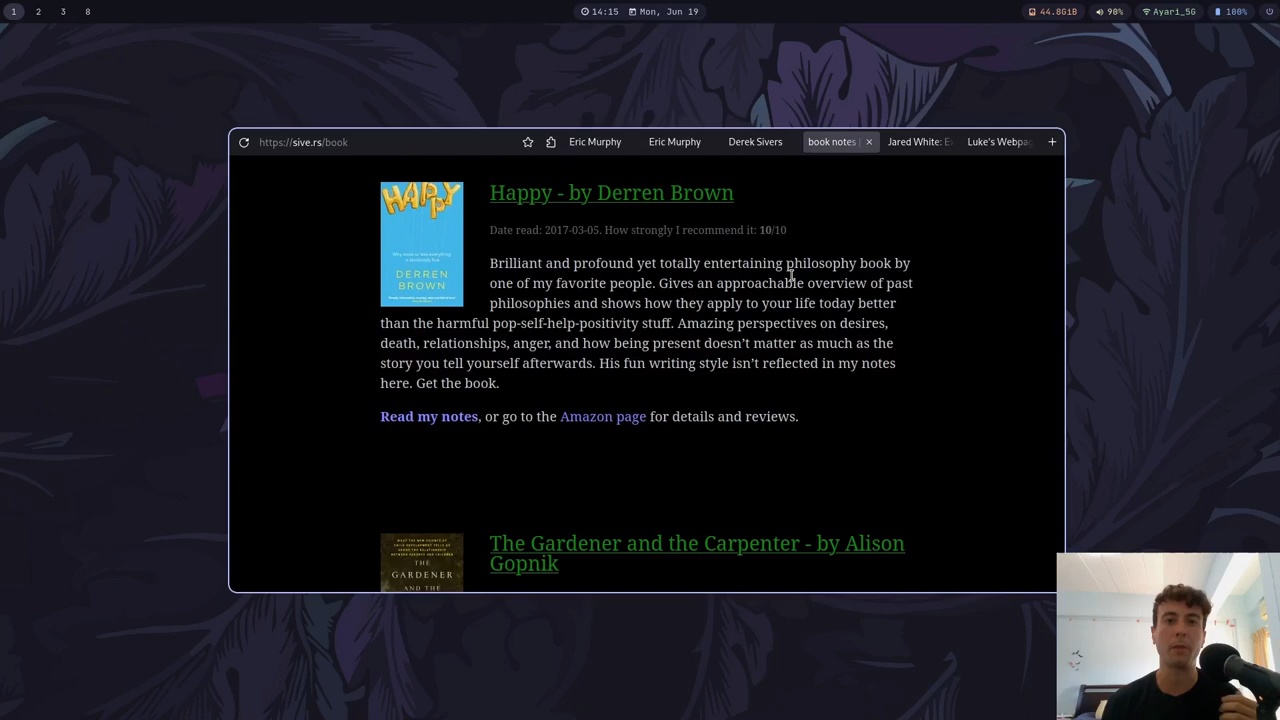 1 2 3 8
14:15 Mon, Jun 19
44.8GiB 90% Ayari_5G 100%
https://sive.rs/book
Eric Murphy Eric Murphy Derek Sivers book notes | Jared White: E Luke's Webpag
HAPPY
DERREN
BROWN
Happy - by Derren Brown
Date read: 2017-03-05. How strongly I recommend it: 10/10
Brilliant and profound yet totally entertaining philosophy book by
one of my favorite people. Gives an approachable overview of past
philosophies and shows how they apply to your life today better
than the harmful pop-self-help-positivity stuff. Amazing perspectives on desires,
death, relationships, anger, and how being present doesn't matter as much as the
story you tell yourself afterwards. His fun writing style isn't reflected in my notes
here. Get the book.
Read my notes, or go to the Amazon page for details and reviews.
THE
GARDENER
AND THE
The Gardener and the Carpenter - by Alison
Gopnik